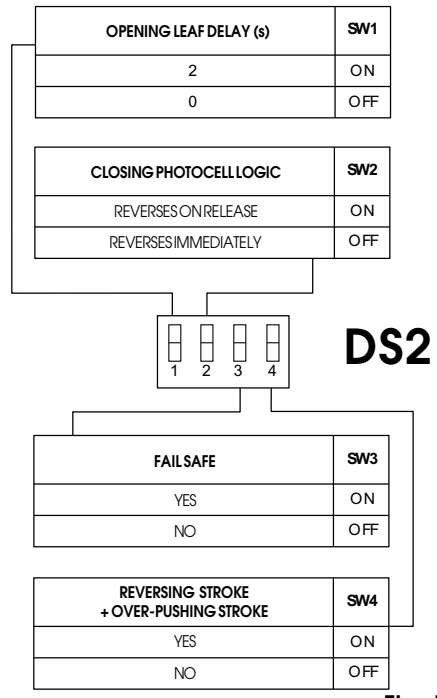 OPENING LEAF DELAY (s) SW1
2 ON
0 OFF
CLOSING PHOTOCELL LOGIC SW2
REVERSES ON RELEASE ON
REVERSES IMMEDIATELY OFF
1 2 3 4
DS2
FAIL SAFE SW3
YES ON
NO OFF
REVERSING STROKE
+ OVER-PUSHING STROKE SW4
YES ON
NO OFF